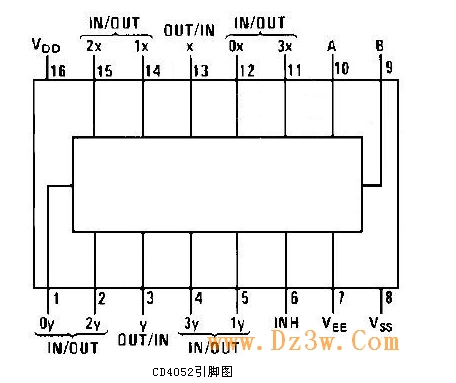 IN/OUT OUT/IN IN/OUT
VDD 2x 1x x 0x 3x A B
16 15 14 13 12 11 10 9
1 2 3 4 5 6 7 8
0y 2y y 3y 1y INH VEE VSS
IN/OUT OUT/IN IN/OUT
www.Dz3w.Com
CD4052引脚图